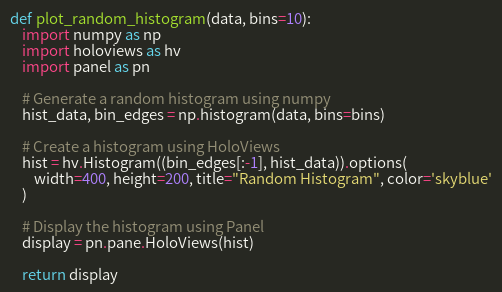 def plot_random_histogram(data, bins=10):
    import numpy as np
    import holoviews as hv
    import panel as pn

    # Generate a random histogram using numpy
    hist_data, bin_edges = np.histogram(data, bins=bins)

    # Create a histogram using HoloViews
    hist = hv.Histogram((bin_edges[:-1], hist_data)).options(
        width=400, height=200, title="Random Histogram", color='skyblue'
    )

    # Display the histogram using Panel
    display = pn.pane.HoloViews(hist)

    return display